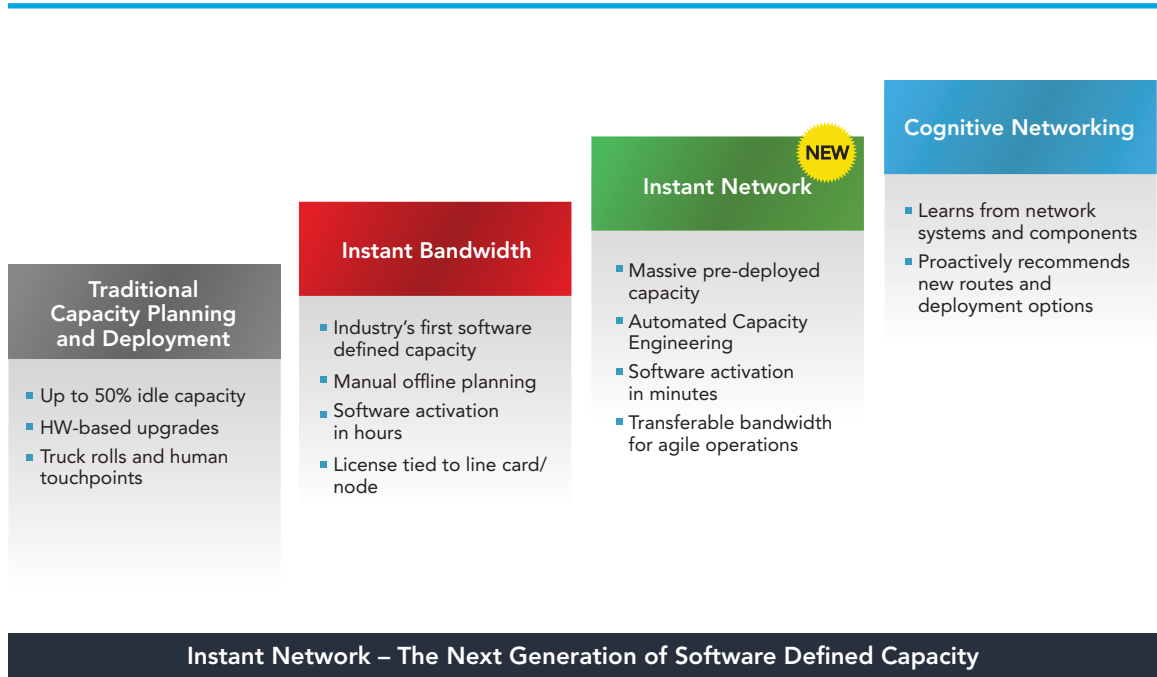 Traditional
Capacity Planning
and Deployment
Up to 50% idle capacity
HW-based upgrades
Truck rolls and human
touchpoints
Instant Bandwidth
Industry’s first software
defined capacity
Manual offline planning
Software activation
in hours
License tied to line card/
node
NEW
Instant Network
Massive pre-deployed
capacity
Automated Capacity
Engineering
Software activation
in minutes
Transferable bandwidth
for agile operations
Cognitive Networking
Learns from network
systems and components
Proactively recommends
new routes and
deployment options
Instant Network – The Next Generation of Software Defined Capacity